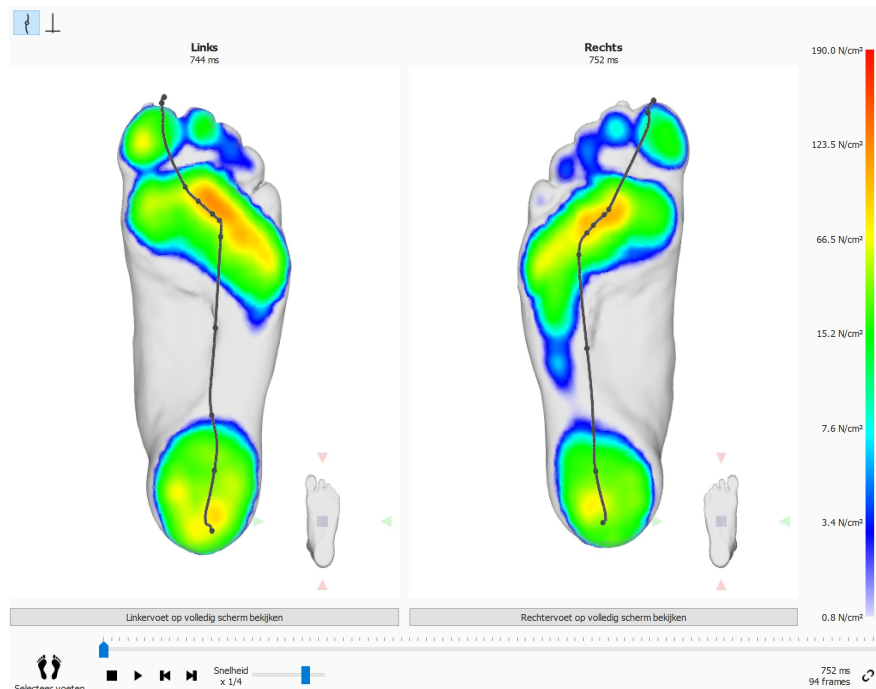 Links
744 ms
Rechts
752 ms
190.0 N/cm²
123.5 N/cm²
66.5 N/cm²
15.2 N/cm²
7.6 N/cm²
3.4 N/cm²
0.8 N/cm²
Linkervoet op volledig scherm bekijken
Rechtervoet op volledig scherm bekijken
Snelheid
x 1/4
752 ms
94 frames
Selecteer voeten